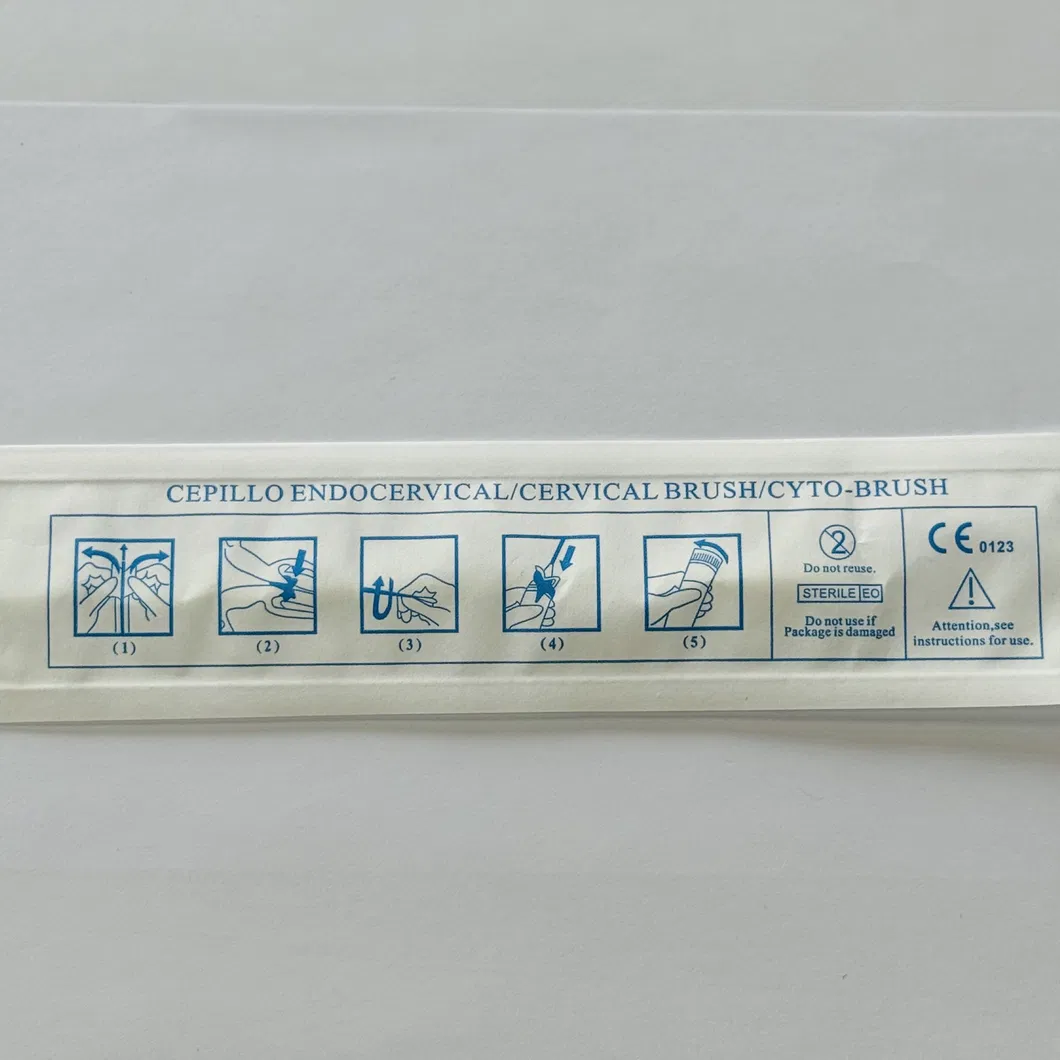 CEPILLO ENDOCERVICAL/CERVICAL BRUSH/CYTO-BRUSH
(1)
(2)
(3)
(4)
(5)
2
Do not reuse.
STERILE EO
Do not use if
Package is damaged
CE 0123
!
Attention,see
instructions for use.